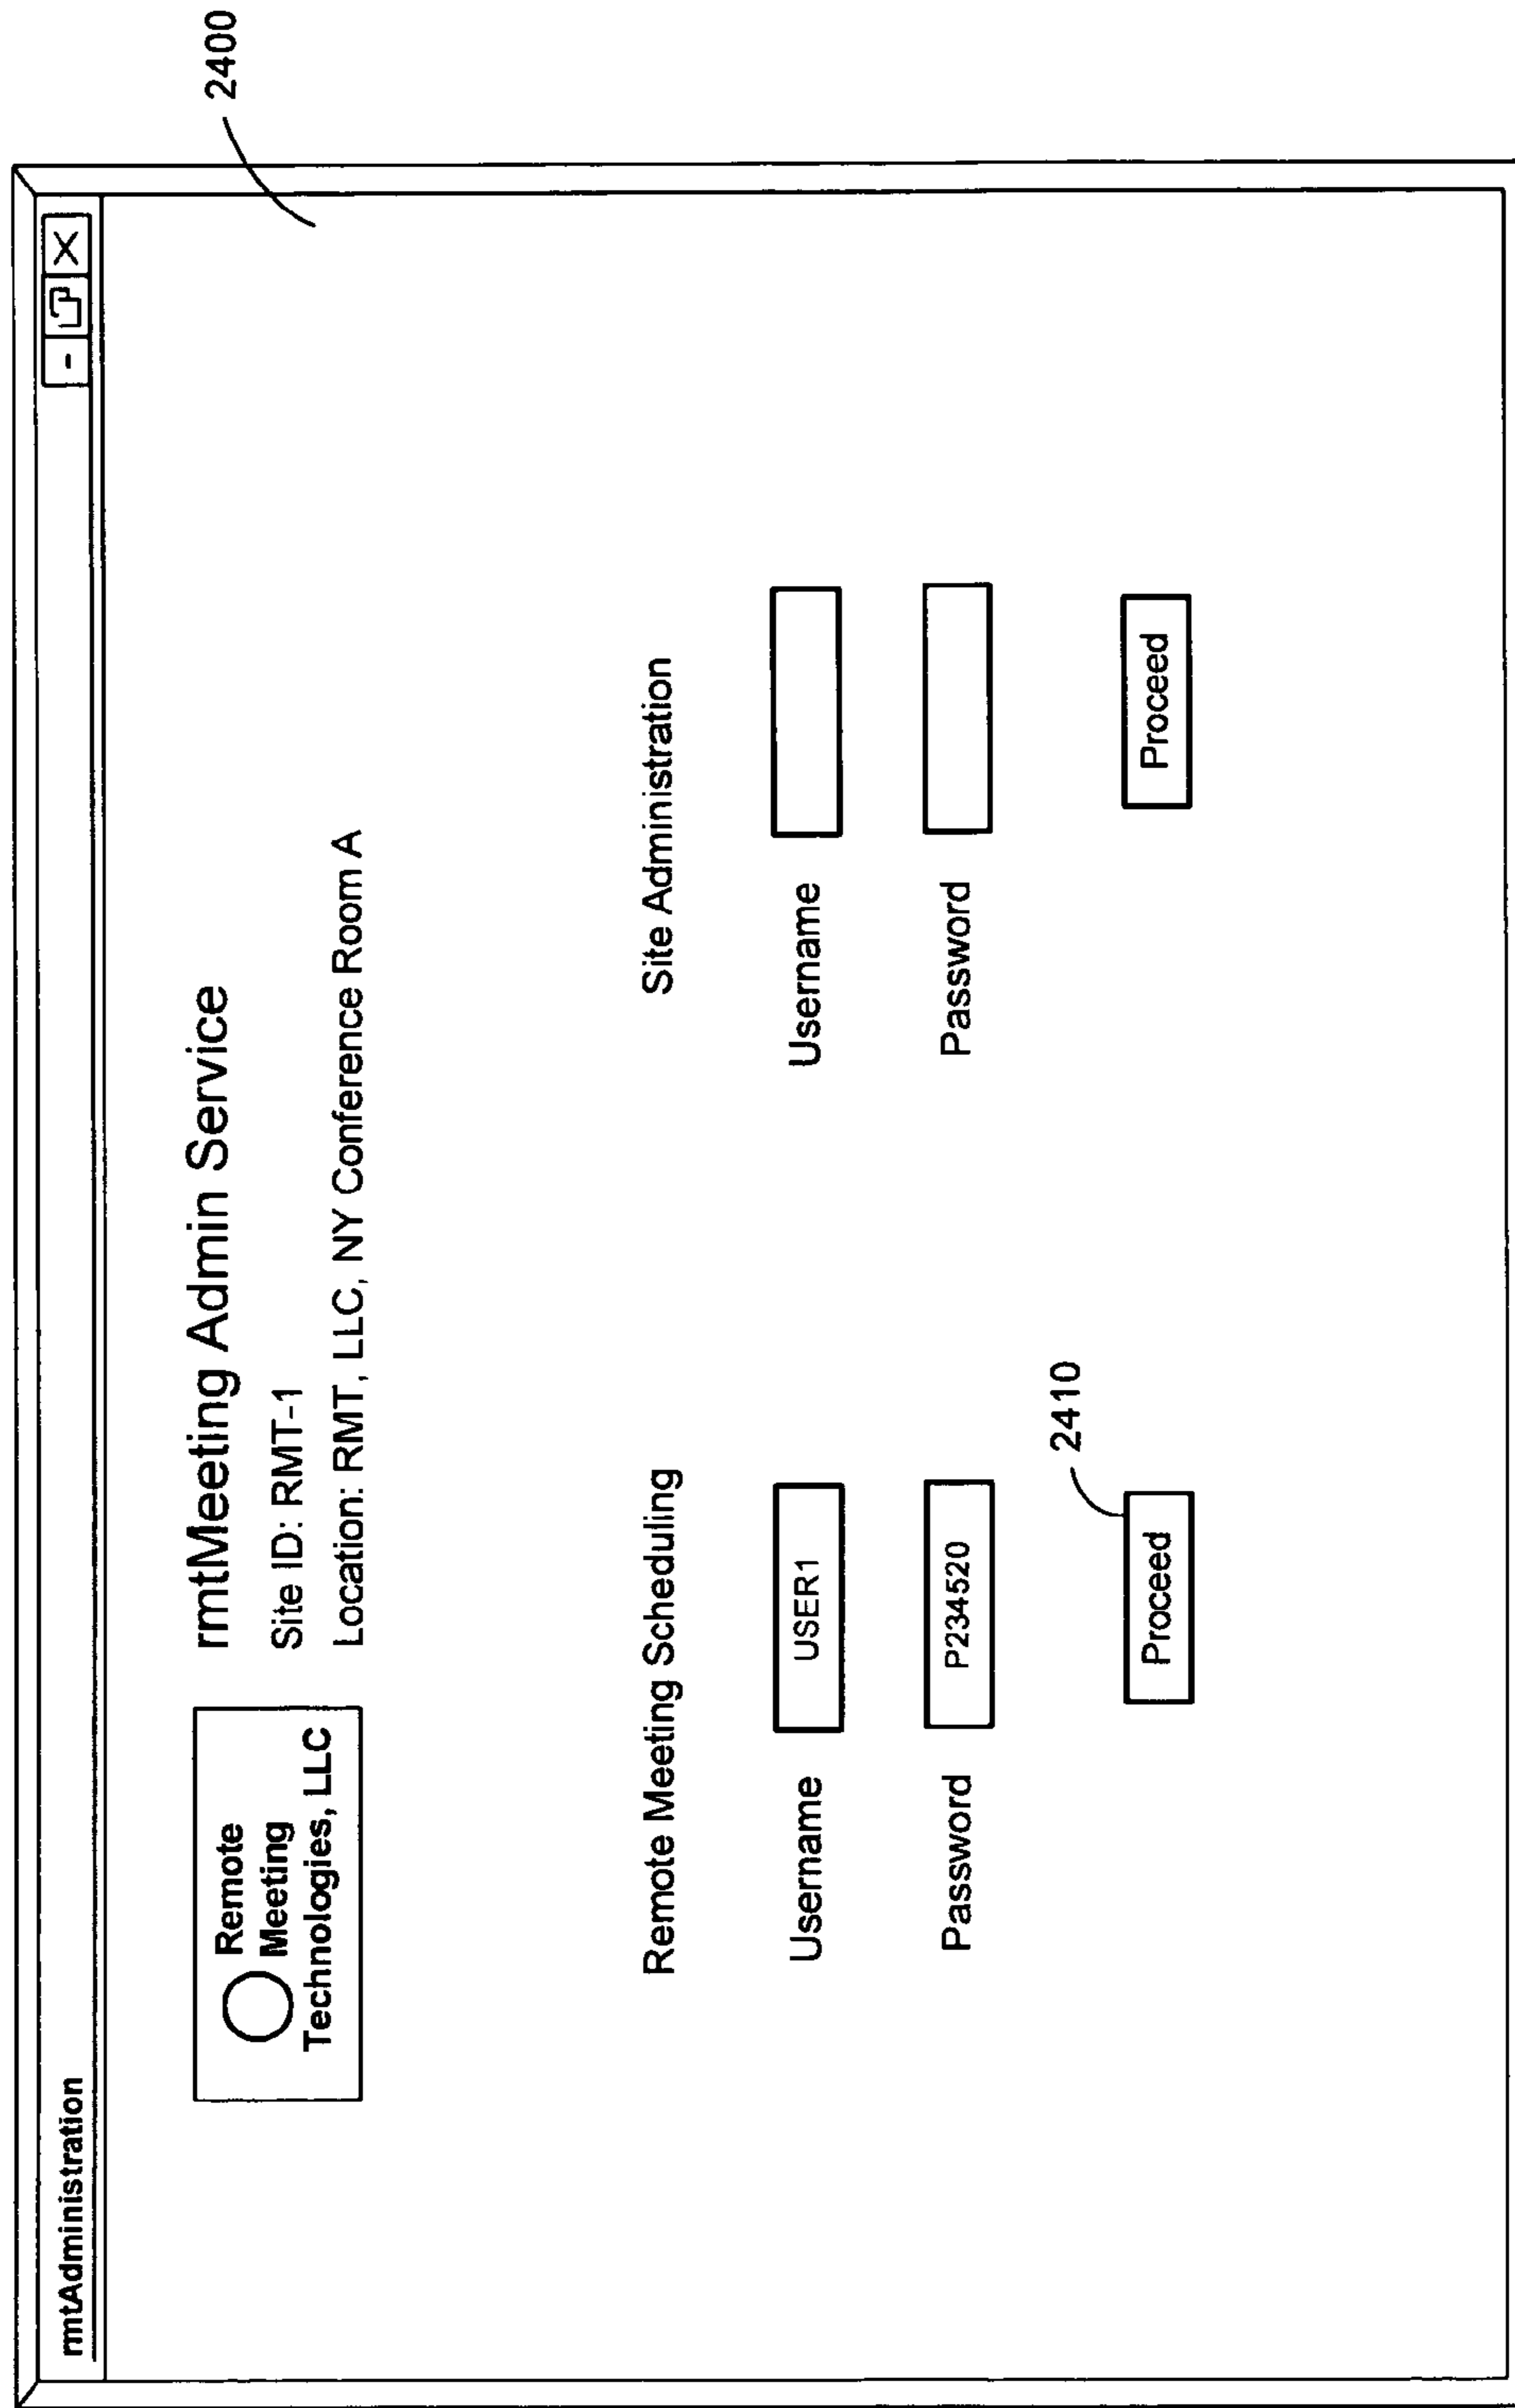 rmtAdministration
- X
2400
Remote
Meeting
Technologies, LLC
rmtMeeting Admin Service
Site ID: RMT-1
Location: RMT, LLC, NY Conference Room A
Remote Meeting Scheduling
Username USER1
Password P234520
Proceed
2410
Site Administration
Username
Password
Proceed